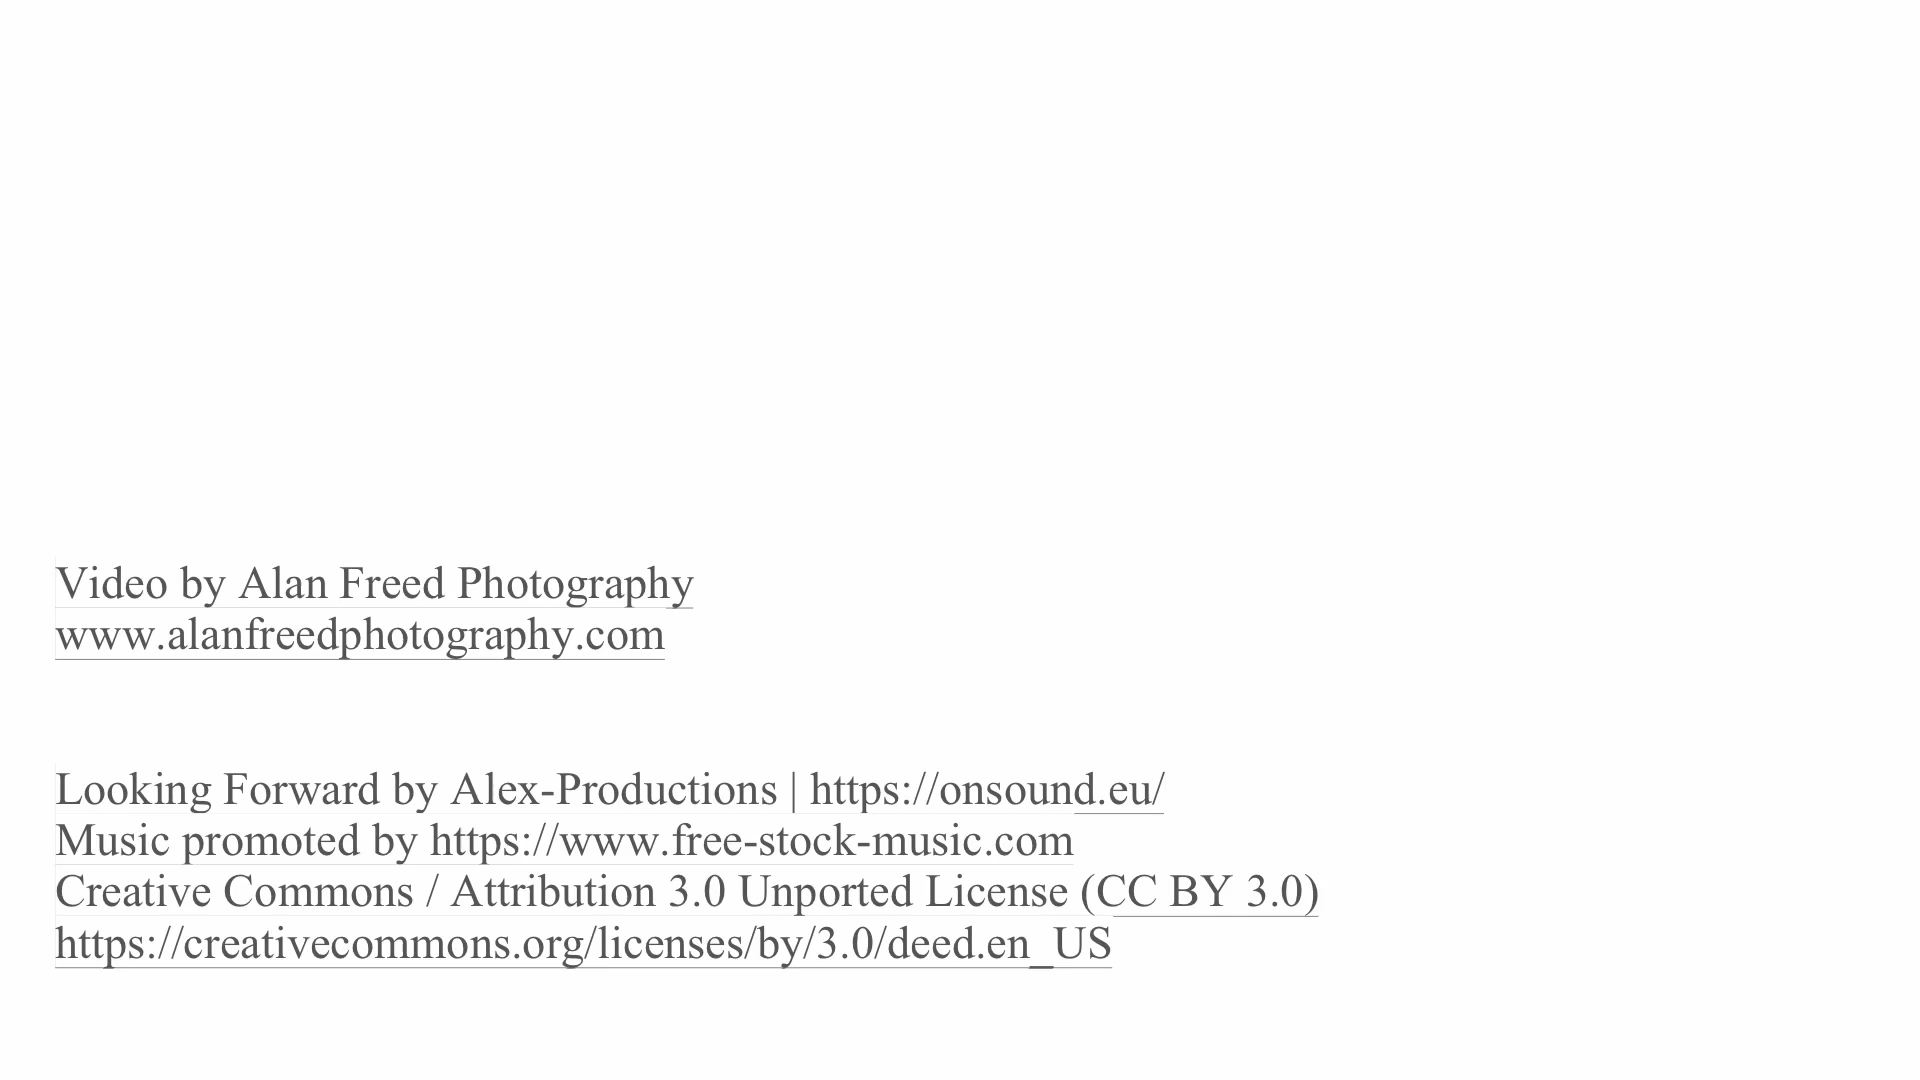 Video by Alan Freed Photography
www.alanfreedphotography.com
Looking Forward by Alex-Productions | https://onsound.eu/
Music promoted by https://www.free-stock-music.com
Creative Commons / Attribution 3.0 Unported License (CC BY 3.0)
https://creativecommons.org/licenses/by/3.0/deed.en_US